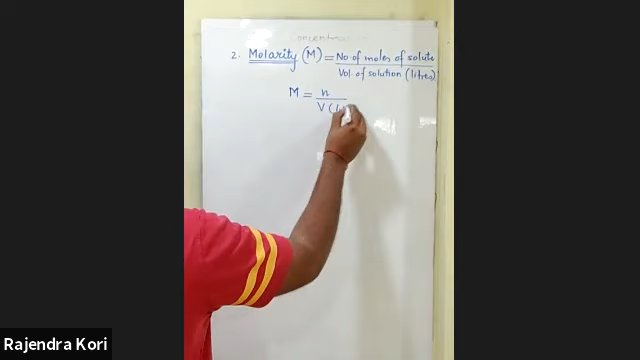 2. Molarity (M) = No of moles of solute
Vol. of solution (litres)
M = n
V (
Rajendra Kori